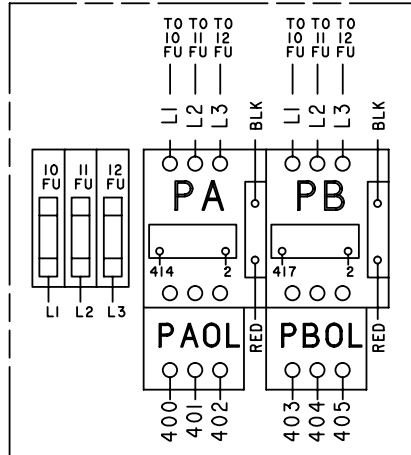 TO 10 FU
TO 11 FU
TO 12 FU
TO 10 FU
TO 11 FU
TO 12 FU
L1
L2
L3
BLK
L1
L2
L3
BLK
10 FU
11 FU
12 FU
PA
PB
414
2
417
2
L1
L2
L3
PAOL
RED
PBOL
RED
400
401
402
403
404
405